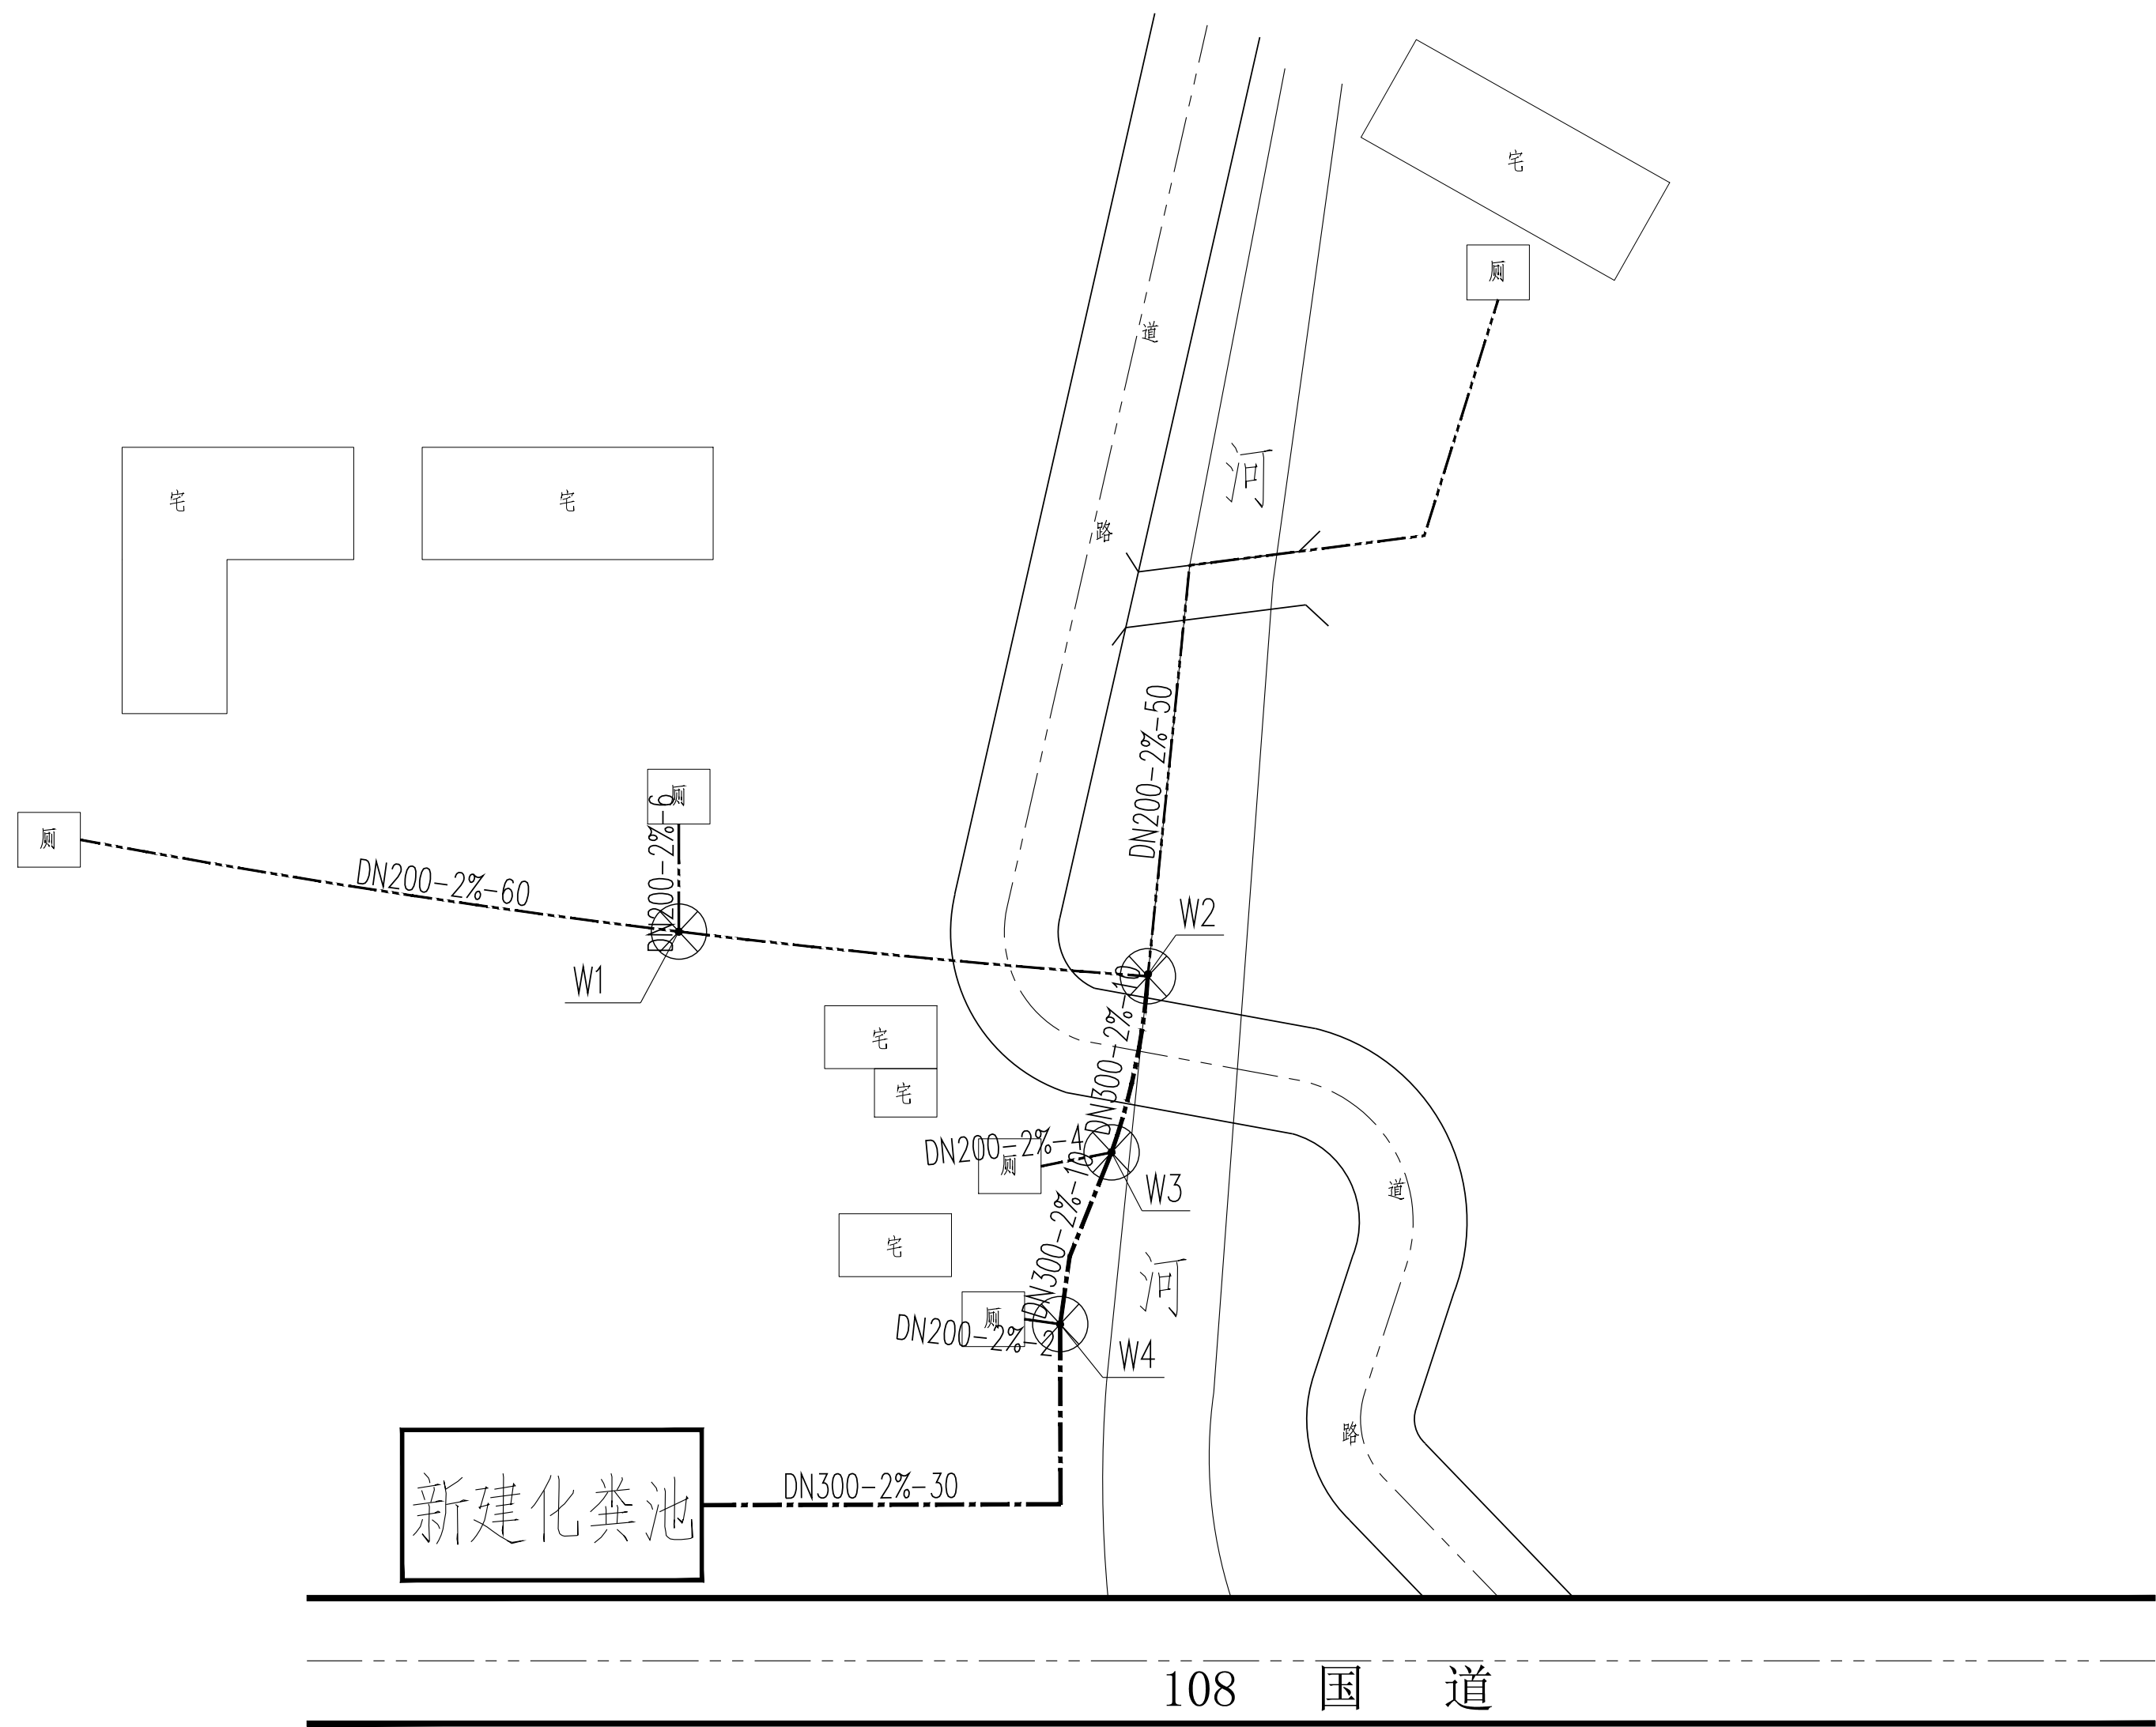 宅
厕
道
河
宅
宅
路
DN200-2%-50
厕
厕
DN200-2%-6
DN200-2%-60
W2
W1
DN300-2%-10
宅
宅
DN200-2%-4
厕
W3
道
DN300-2%-10
宅
河
厕
DN200-2%-2
W4
路
新建化粪池
DN300-2%-30
108 国 道